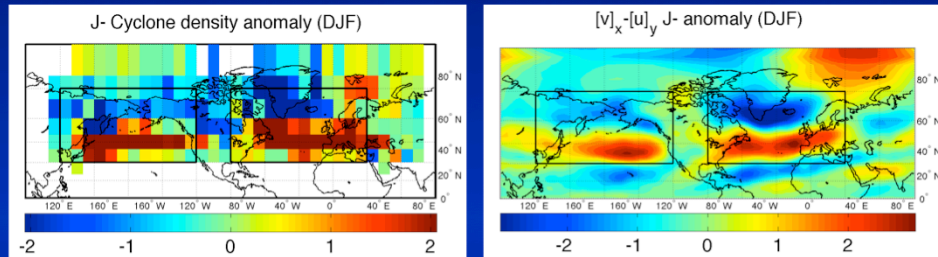 J- Cyclone density anomaly (DJF)
80° N
60° N
40° N
20° N
0°
120° E 160° E 160° W 120° W 80° W 40° W 0° 40° E 80° E
-2 -1 0 1 2
[v]x-[u]y J- anomaly (DJF)
80° N
60° N
40° N
20° N
0°
120° E 160° E 160° W 120° W 80° W 40° W 0° 40° E 80° E
-2 -1 0 1 2